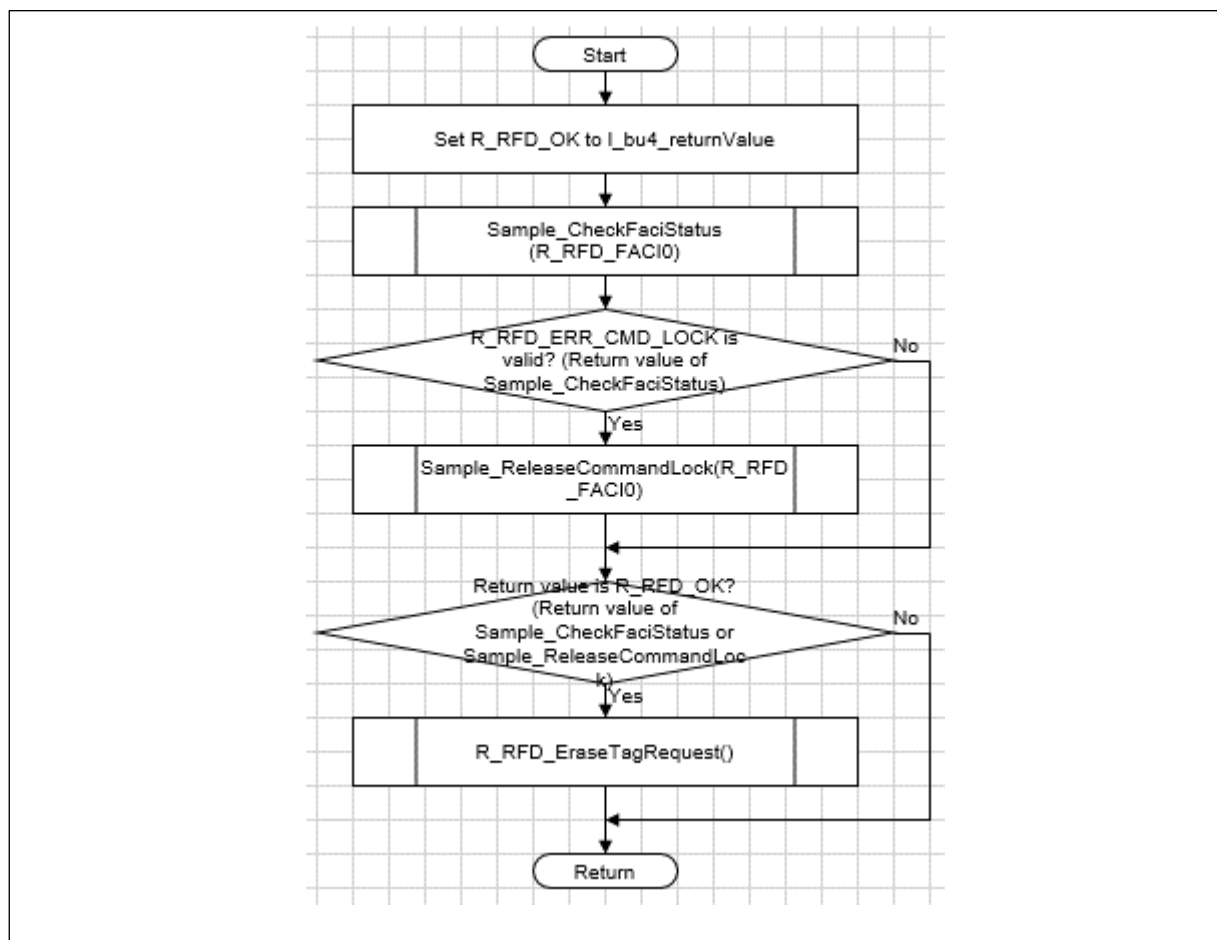 Start
Set R_RFD_OK to l_bu4_returnValue
Sample_CheckFaciStatus
(R_RFD_FACI0)
R_RFD_ERR_CMD_LOCK is
valid? (Return value of
Sample_CheckFaciStatus)
No
Yes
Sample_ReleaseCommandLock(R_RFD
_FACI0)
Return value is R_RFD_OK?
(Return value of
Sample_CheckFaciStatus or
Sample_ReleaseCommandLoc
k)
No
Yes
R_RFD_EraseTagRequest()
Return